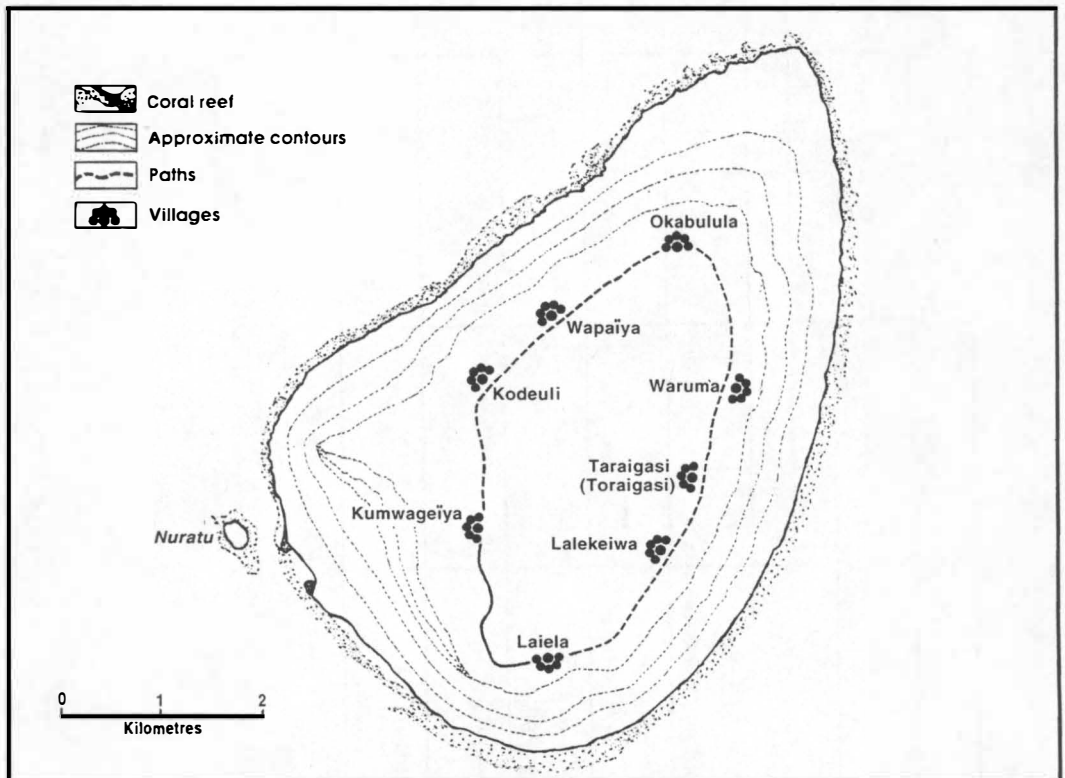 Coral reef
Approximate contours
Paths
Villages
Okabulula
Wapaïya
Kodeuli
Waruma
Taraigasi
(Toraigasi)
Kumwageïya
Nuratu
Lalekeiwa
Laiela
0 1 2
Kilometres